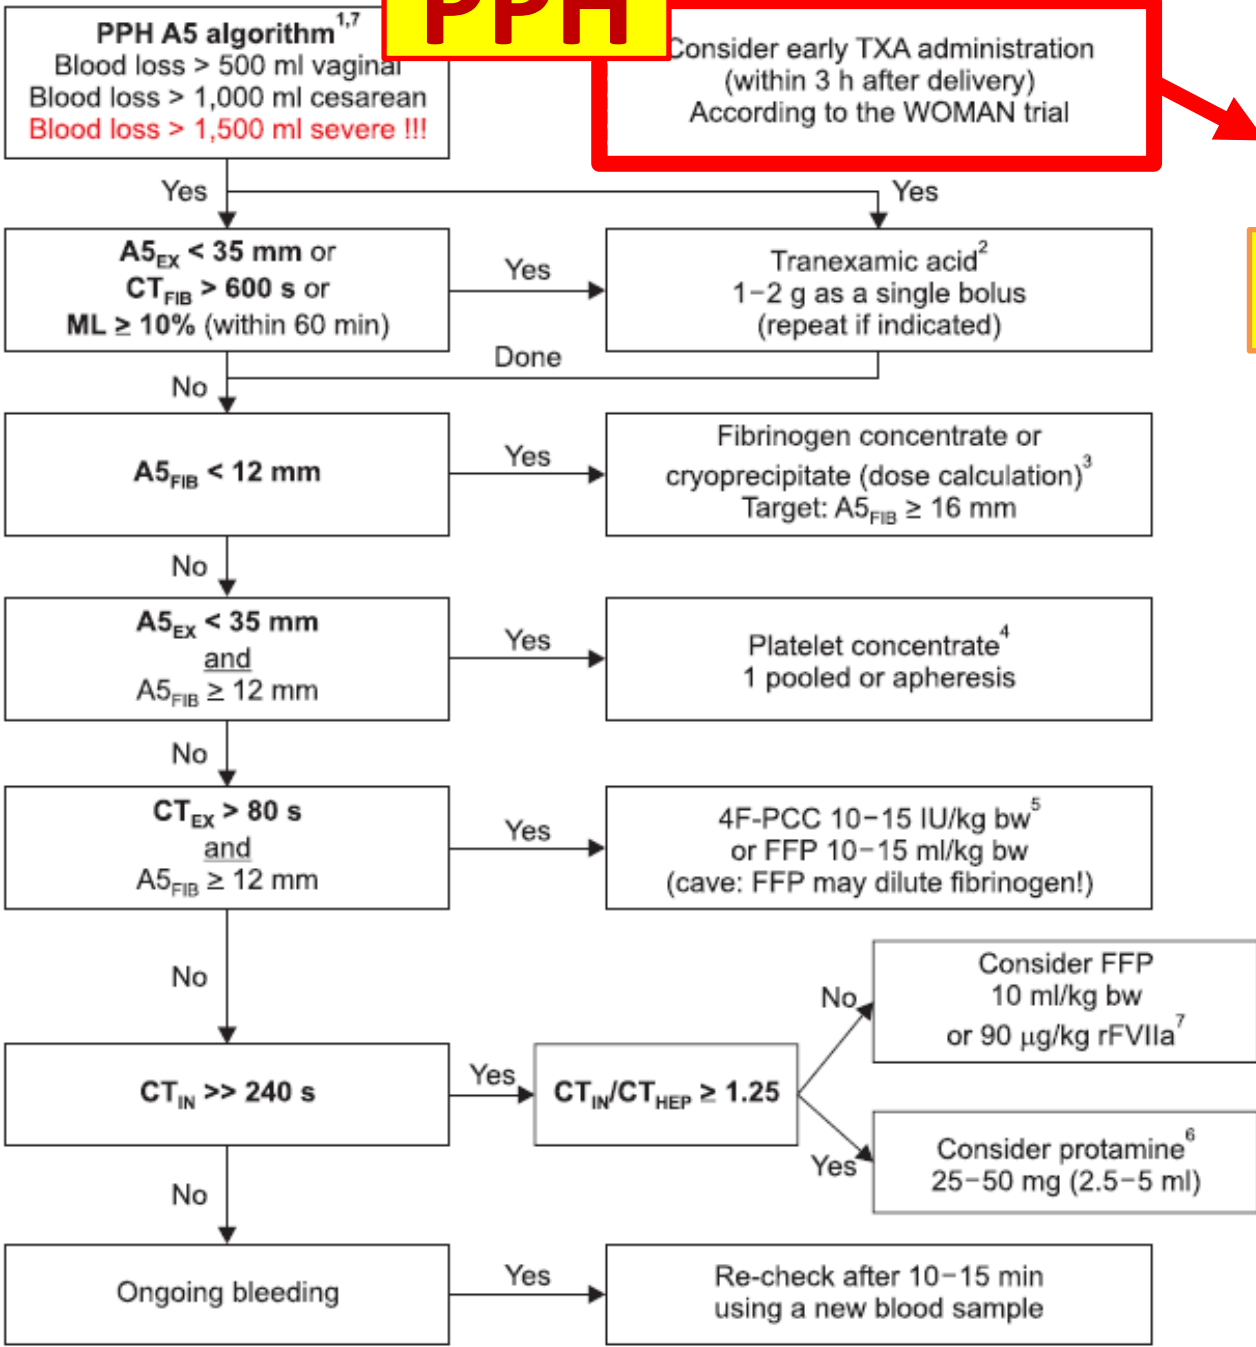 PPH
PPH A5 algorithm1,7
Blood loss > 500 ml vaginal
Blood loss > 1,000 ml cesarean
Blood loss > 1,500 ml severe !!!
Consider early TXA administration
(within 3 h after delivery)
According to the WOMAN trial
Yes
Yes
A5EX < 35 mm or
CTFIB > 600 s or
ML ≥ 10% (within 60 min)
Yes
Tranexamic acid2
1−2 g as a single bolus
(repeat if indicated)
Done
No
A5FIB < 12 mm
Yes
Fibrinogen concentrate or
cryoprecipitate (dose calculation)3
Target: A5FIB ≥ 16 mm
No
A5EX < 35 mm
and
A5FIB ≥ 12 mm
Yes
Platelet concentrate4
1 pooled or apheresis
No
CTEX > 80 s
and
A5FIB ≥ 12 mm
Yes
4F-PCC 10−15 IU/kg bw5
or FFP 10−15 ml/kg bw
(cave: FFP may dilute fibrinogen!)
No
CTIN >> 240 s
Yes
CTIN/CTHEP ≥ 1.25
No
Consider FFP
10 ml/kg bw
or 90 μg/kg rFVIIa7
Yes
Consider protamine6
25−50 mg (2.5−5 ml)
No
Ongoing bleeding
Yes
Re-check after 10−15 min
using a new blood sample